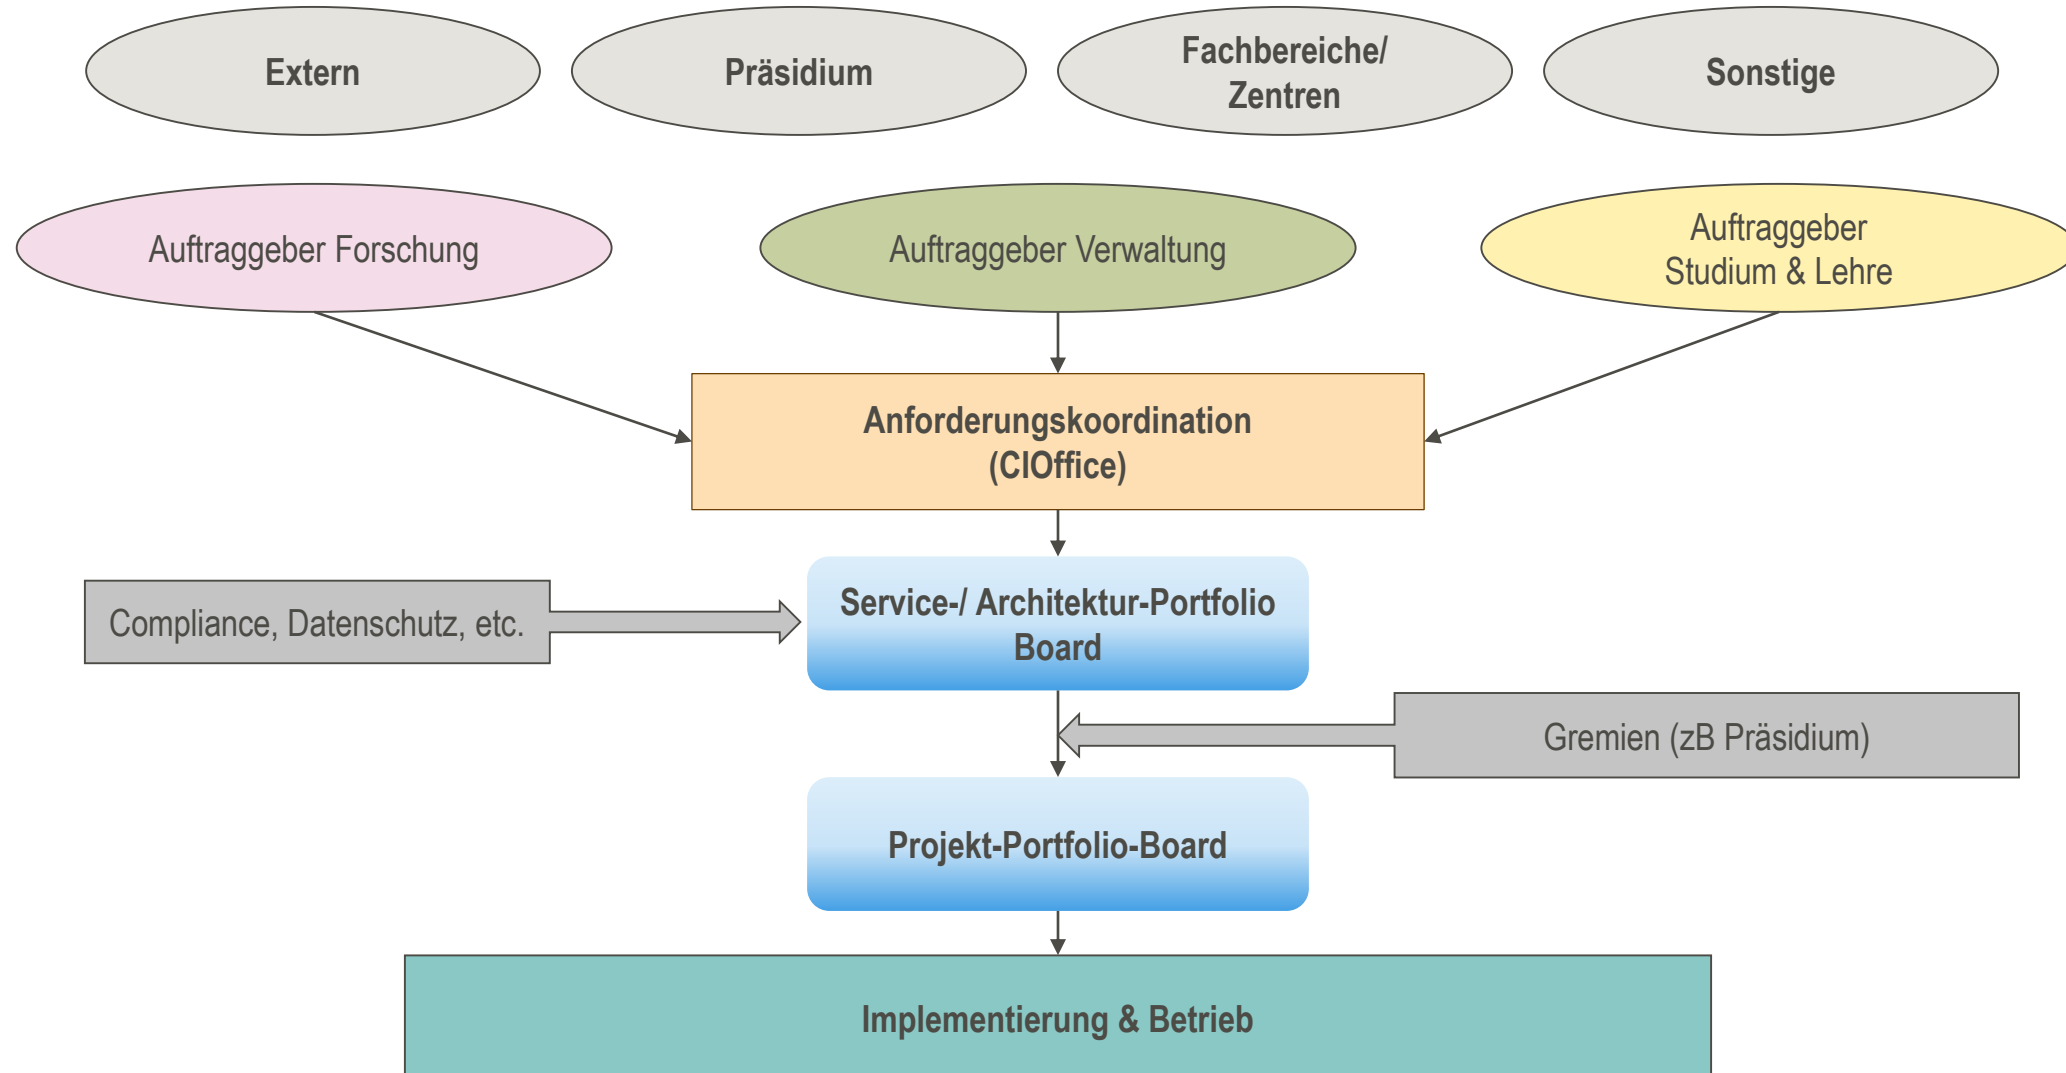 Extern
Präsidium
Fachbereiche/
Zentren
Sonstige
Auftraggeber Forschung
Auftraggeber Verwaltung
Auftraggeber
Studium & Lehre
Anforderungskoordination
(CIOffice)
Service-/ Architektur-Portfolio
Board
Compliance, Datenschutz, etc.
Gremien (zB Präsidium)
Projekt-Portfolio-Board
Implementierung & Betrieb